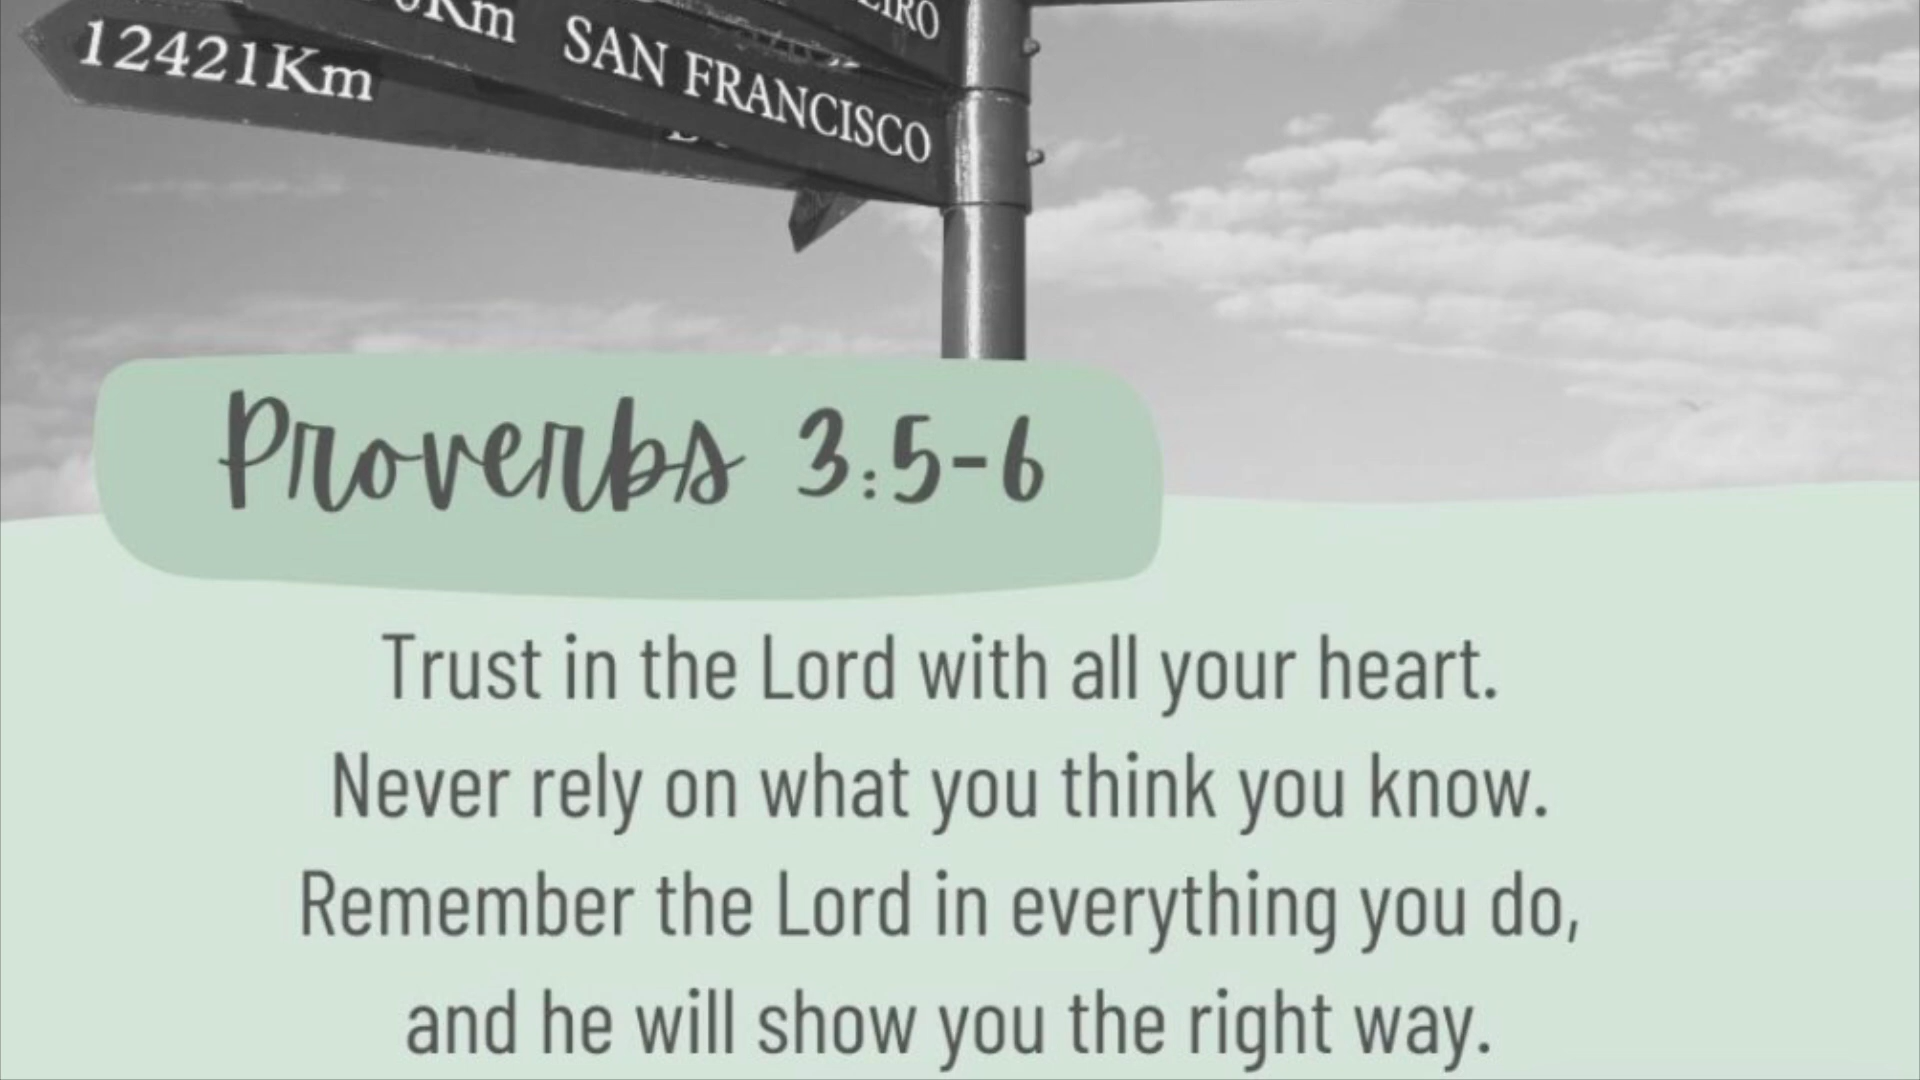 12421Km
Km
SAN FRANCISCO
Proverbs 3:5-6
Trust in the Lord with all your heart.
Never rely on what you think you know.
Remember the Lord in everything you do,
and he will show you the right way.